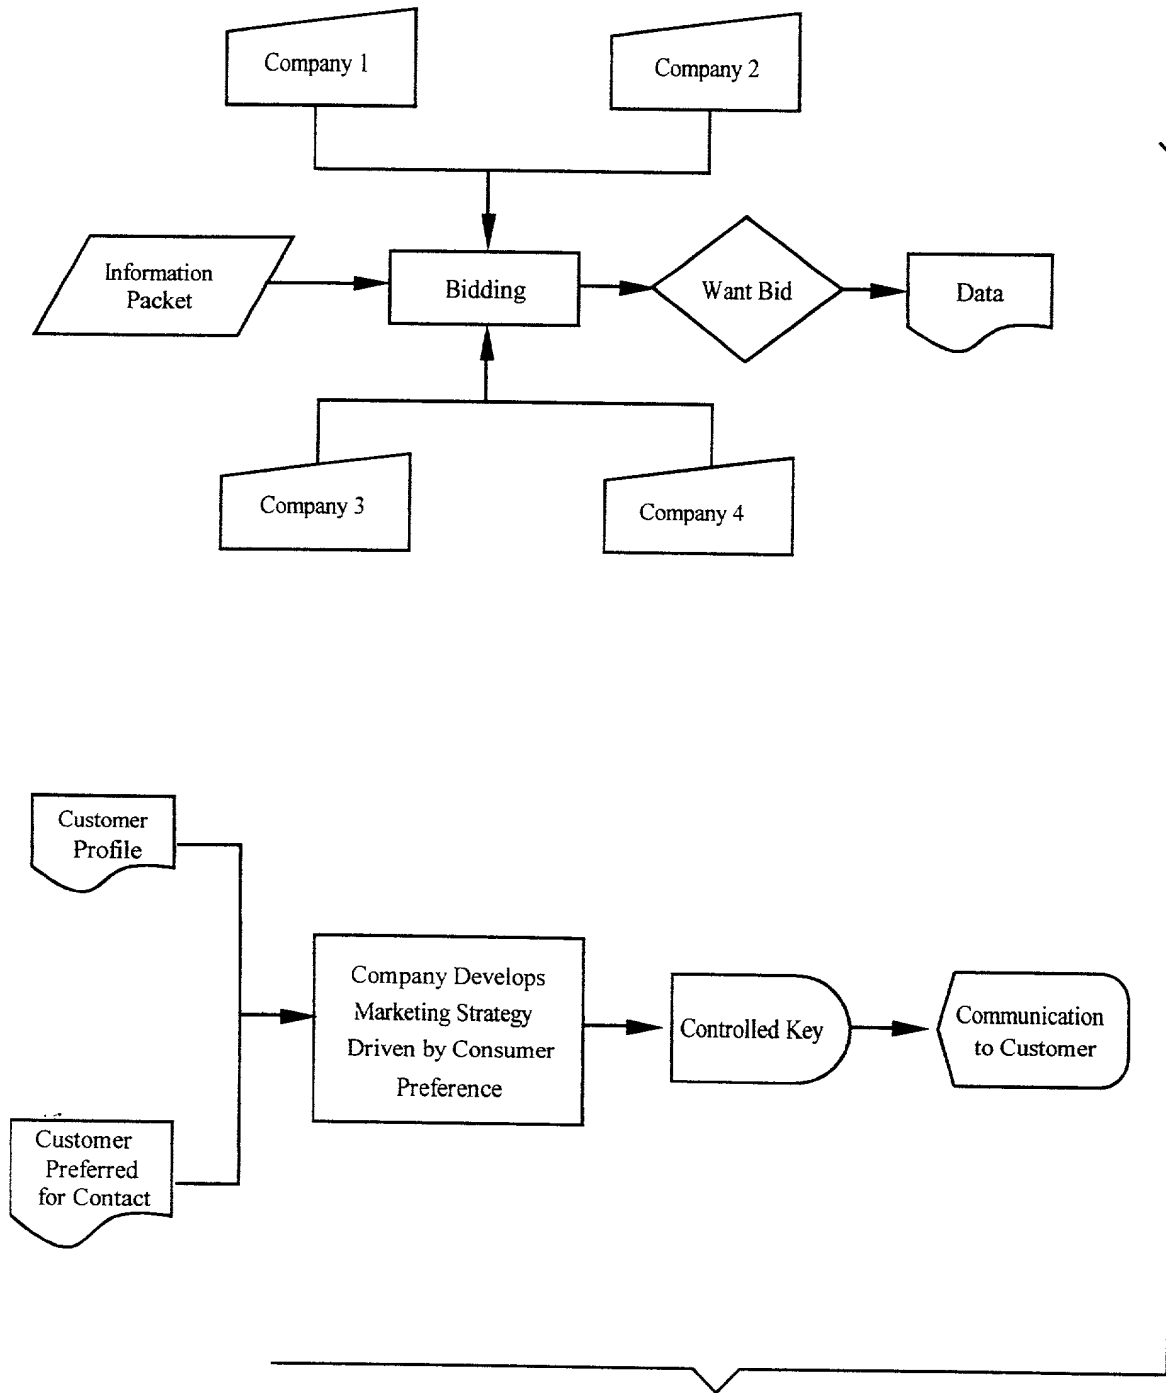 Company 1
Company 2
Information
Packet
Bidding
Want Bid
Data
Company 3
Company 4
Customer
Profile
Company Develops
Marketing Strategy
Driven by Consumer
Preference
Controlled Key
Communication
to Customer
Customer
Preferred
for Contact